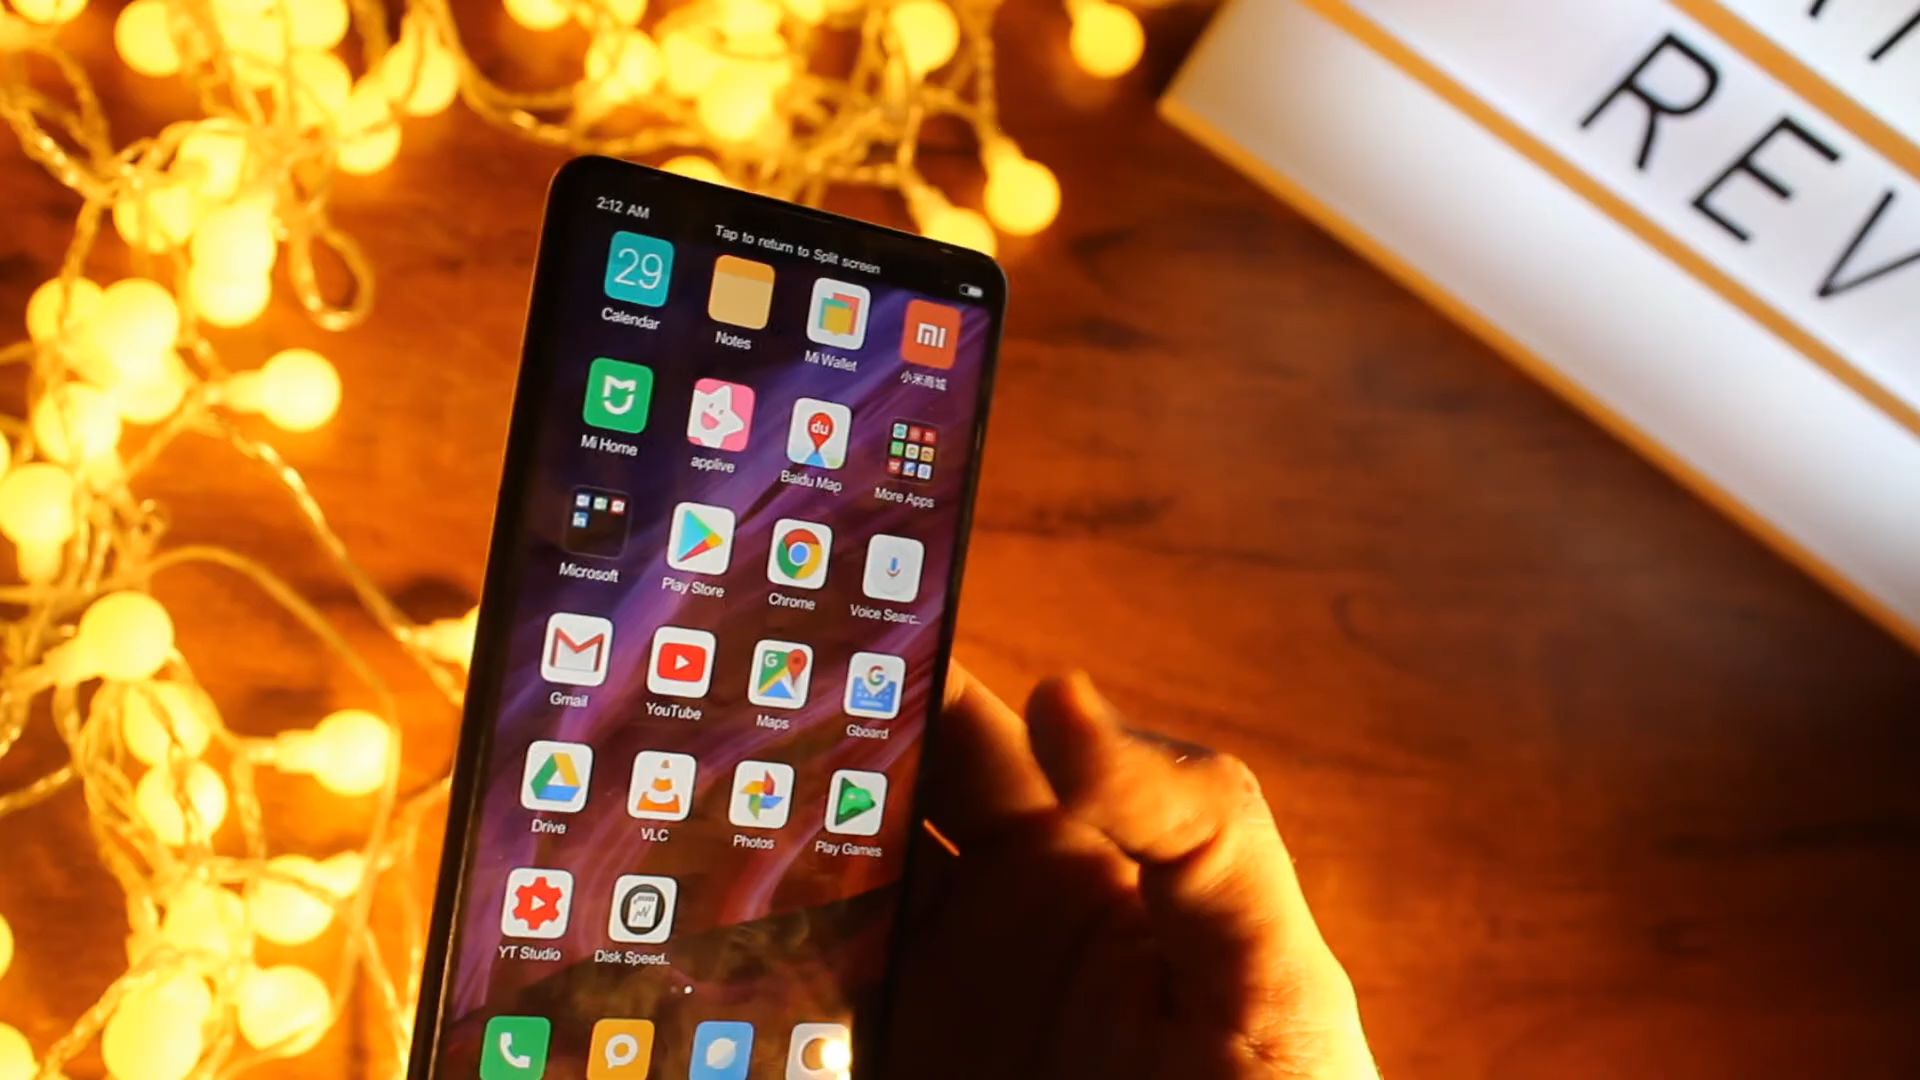 REV
2:12 AM
Tap to return to Split screen
29
Calendar
Notes
Mi Wallet
mi
小米商城
Mi Home
applive
du
Baidu Map
More Apps
Microsoft
Play Store
Chrome
Voice Searc..
Gmail
YouTube
G
Maps
G
Gboard
Drive
VLC
Photos
Play Games
YT Studio
Disk Speed..